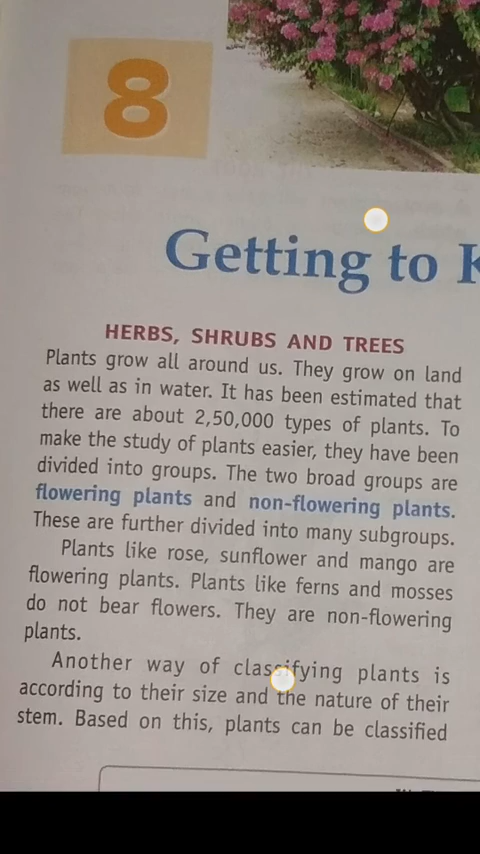 8
Getting to K
HERBS, SHRUBS AND TREES
Plants grow all around us. They grow on land
as well as in water. It has been estimated that
there are about 2,50,000 types of plants. To
make the study of plants easier, they have been
divided into groups. The two broad groups are
flowering plants and non-flowering plants.
These are further divided into many subgroups.
Plants like rose, sunflower and mango are
flowering plants. Plants like ferns and mosses
do not bear flowers. They are non-flowering
plants.
Another way of classifying plants is
according to their size and the nature of their
stem. Based on this, plants can be classified